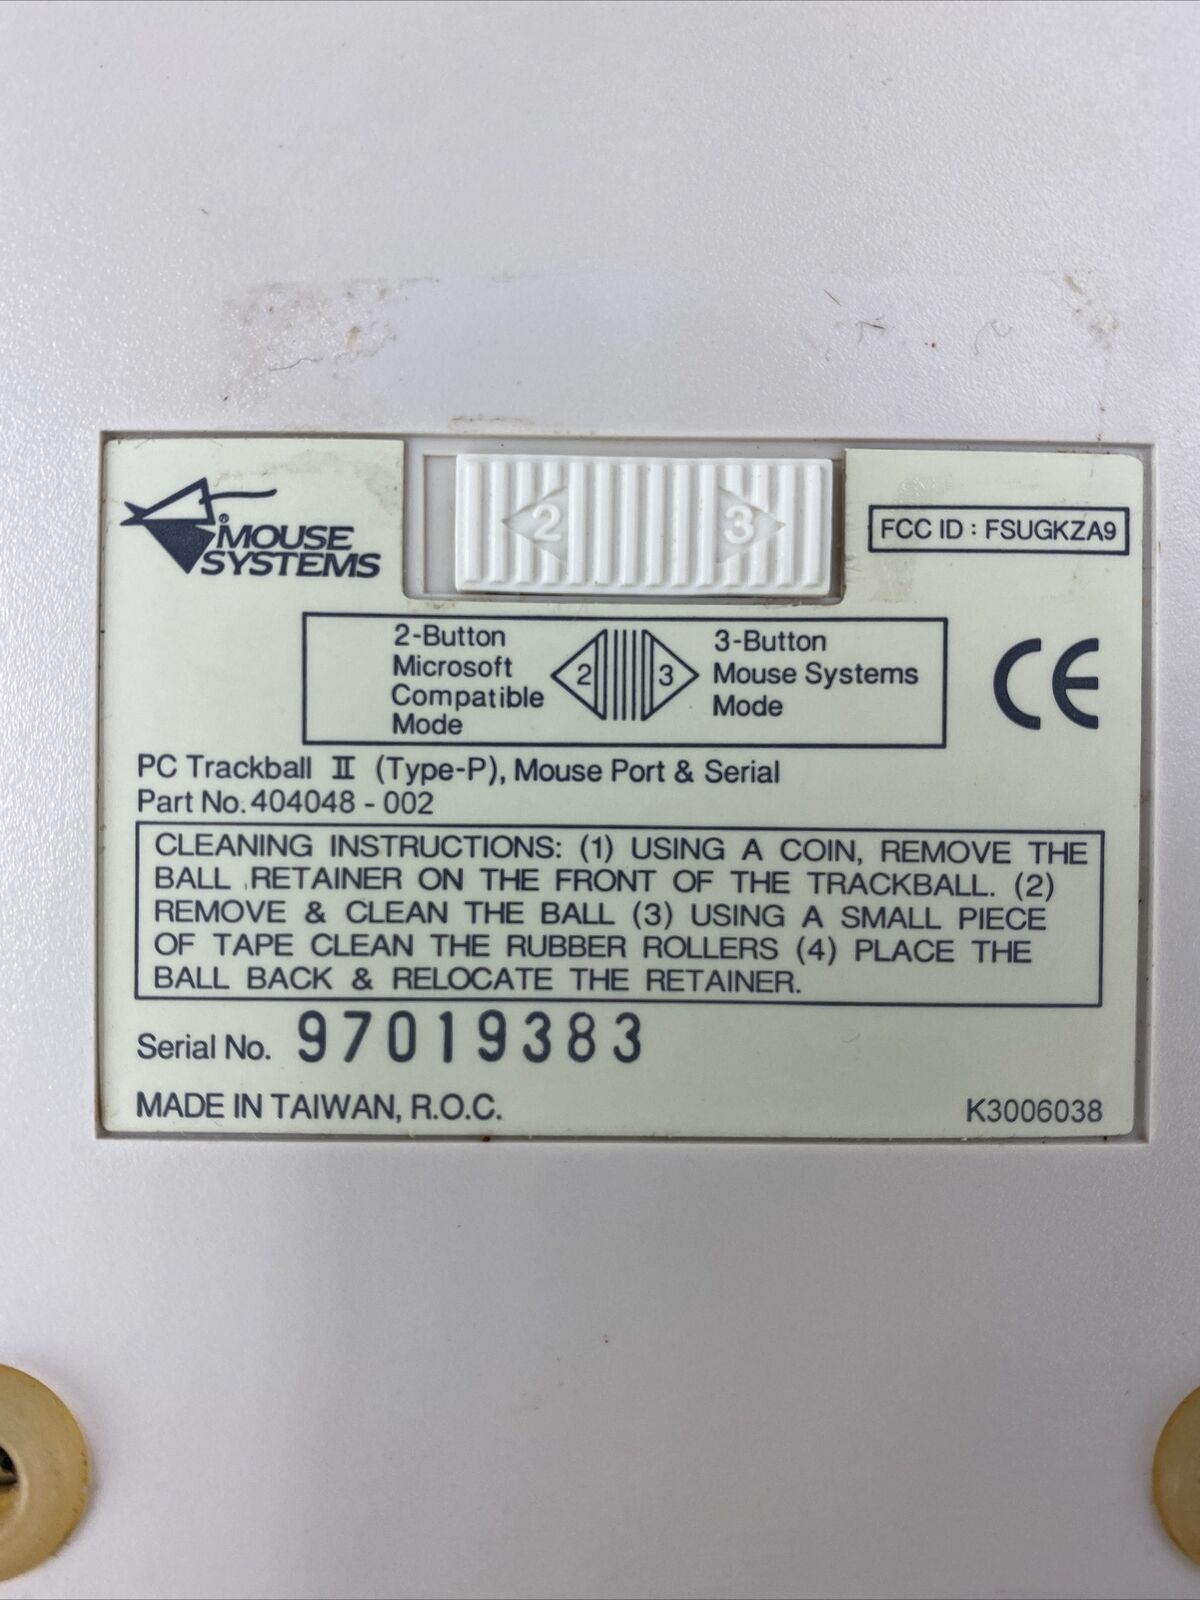 2 3
® MOUSE
SYSTEMS
FCC ID : FSUGKZA9
2-Button
Microsoft
Compatible
Mode
2 3
3-Button
Mouse Systems
Mode
CE
PC Trackball II (Type-P), Mouse Port & Serial
Part No. 404048 - 002
CLEANING INSTRUCTIONS: (1) USING A COIN, REMOVE THE
BALL RETAINER ON THE FRONT OF THE TRACKBALL. (2)
REMOVE & CLEAN THE BALL (3) USING A SMALL PIECE
OF TAPE CLEAN THE RUBBER ROLLERS (4) PLACE THE
BALL BACK & RELOCATE THE RETAINER.
Serial No. 97019383
MADE IN TAIWAN, R.O.C. K3006038